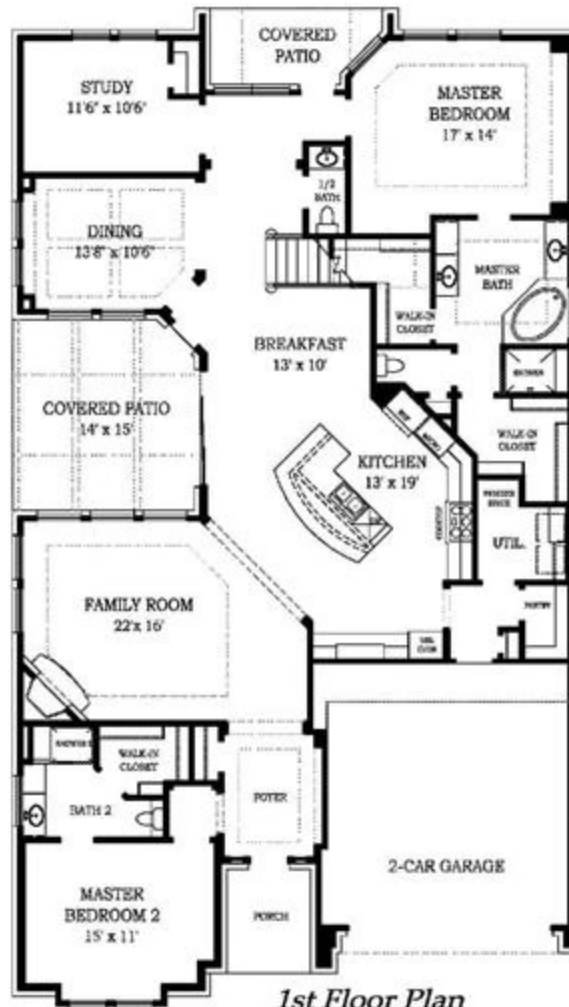 COVERED
PATIO
STUDY
11'6" x 10'6"
MASTER
BEDROOM
17' x 14'
1/2
BATH
DINING
13'8" x 10'6"
MASTER
BATH
WALK-IN
CLOSET
BREAKFAST
13' x 10'
SHOWER
COVERED PATIO
14' x 15'
WALK-IN
CLOSET
KITCHEN
13' x 19'
UTIL.
FAMILY ROOM
22' x 16'
PANTRY
WALK-IN
CLOSET
BATH 2
FOYER
2-CAR GARAGE
MASTER
BEDROOM 2
15' x 11'
PORCH
1st Floor Plan